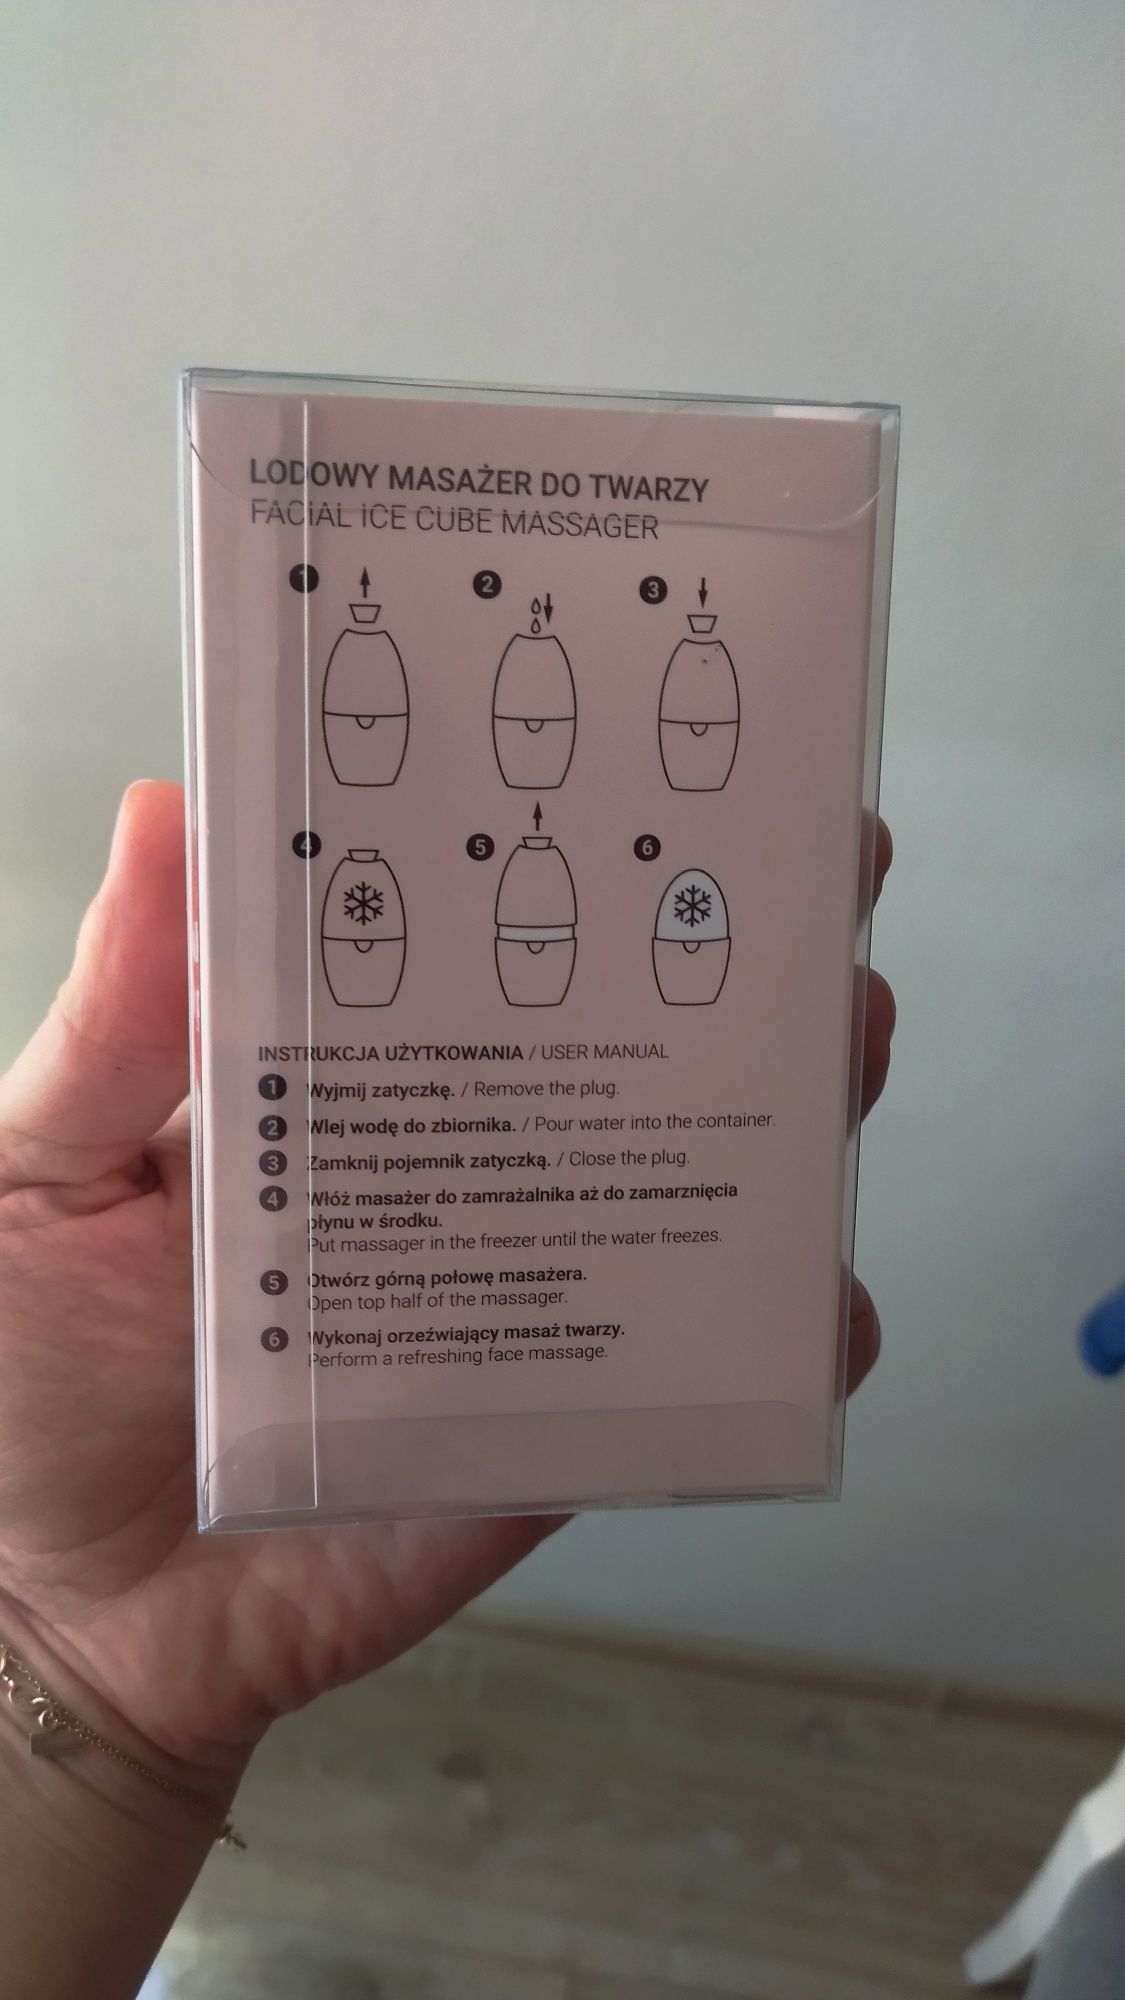 LODOWY MASAŻER DO TWARZY
FACIAL ICE CUBE MASSAGER
1 2 3
4 5 6
INSTRUKCJA UŻYTKOWANIA / USER MANUAL
1 Wyjmij zatyczkę. / Remove the plug.
2 Wlej wodę do zbiornika. / Pour water into the container.
3 Zamknij pojemnik zatyczką. / Close the plug.
4 Włóż masażer do zamrażalnika aż do zamarznięcia
płynu w środku.
Put massager in the freezer until the water freezes.
5 Otwórz górną połowę masażera.
Open top half of the massager.
6 Wykonaj orzeźwiający masaż twarzy.
Perform a refreshing face massage.